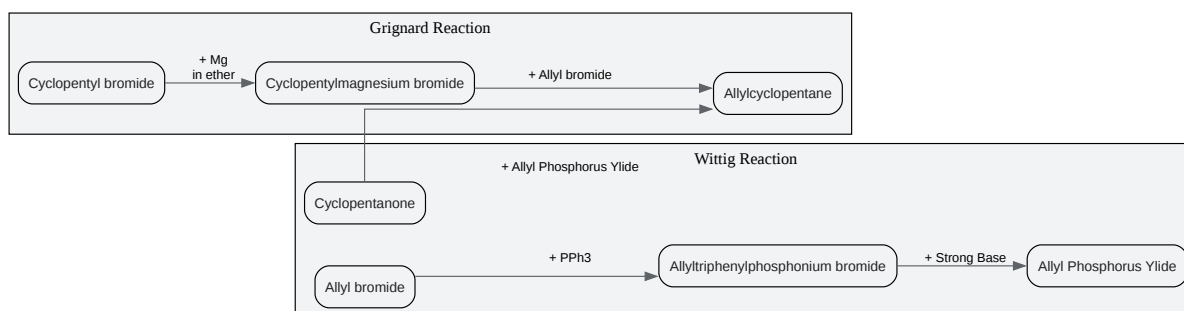 Grignard Reaction
Cyclopentyl bromide
+ Mg
in ether
Cyclopentylmagnesium bromide
+ Allyl bromide
Allylcyclopentane
Wittig Reaction
+ Allyl Phosphorus Ylide
Cyclopentanone
Allyl bromide
+ PPh3
Allyltriphenylphosphonium bromide
+ Strong Base
Allyl Phosphorus Ylide